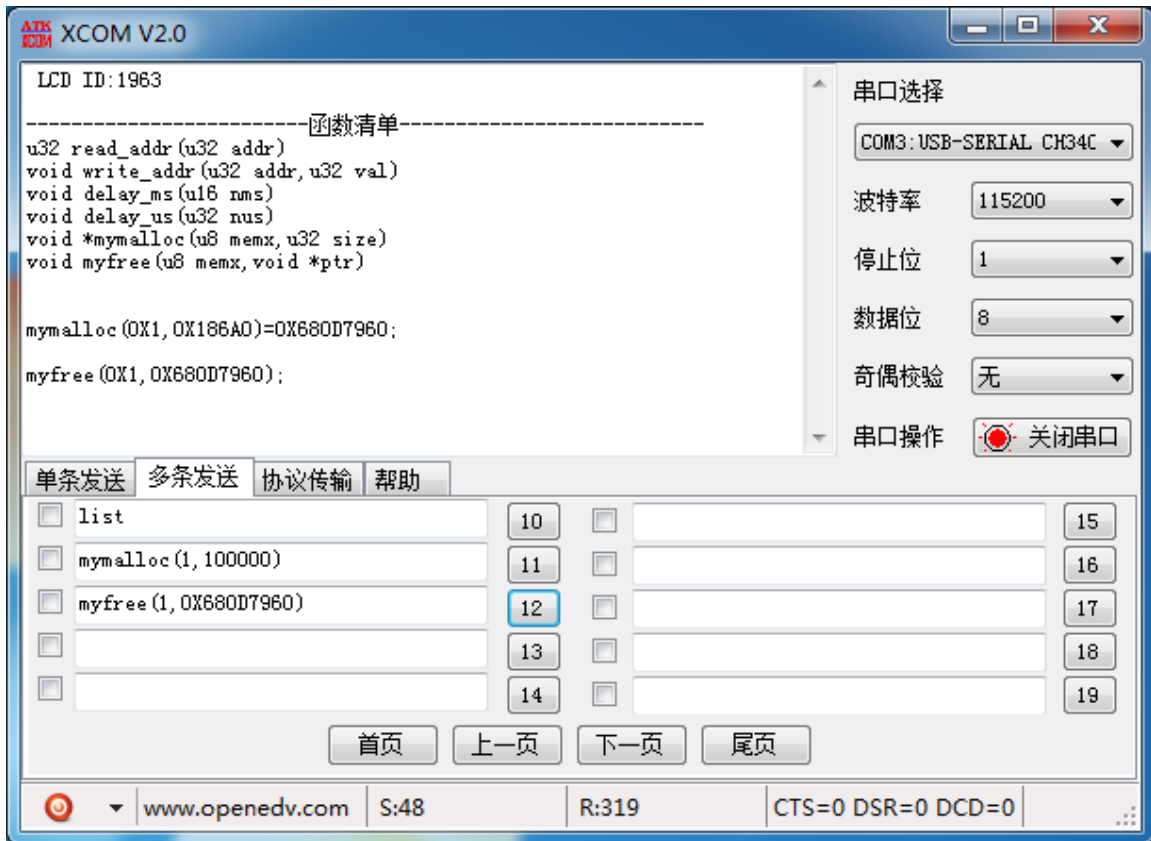 ATK XCOM XCOM V2.0
LCD ID:1963
-------------------------函数清单---------------------------
u32 read_addr(u32 addr)
void write_addr(u32 addr,u32 val)
void delay_ms(u16 nms)
void delay_us(u32 nus)
void *mymalloc(u8 memx,u32 size)
void myfree(u8 memx,void *ptr)
mymalloc(0X1,0X186A0)=0X680D7960;
myfree(0X1,0X680D7960);
串口选择
COM3:USB-SERIAL CH34C
波特率 115200
停止位 1
数据位 8
奇偶校验 无
串口操作 关闭串口
单条发送 多条发送 协议传输 帮助
list 10 15
mymalloc(1,100000) 11 16
myfree(1,0X680D7960) 12 17
13 18
14 19
首页 上一页 下一页 尾页
www.openedv.com S:48 R:319 CTS=0 DSR=0 DCD=0